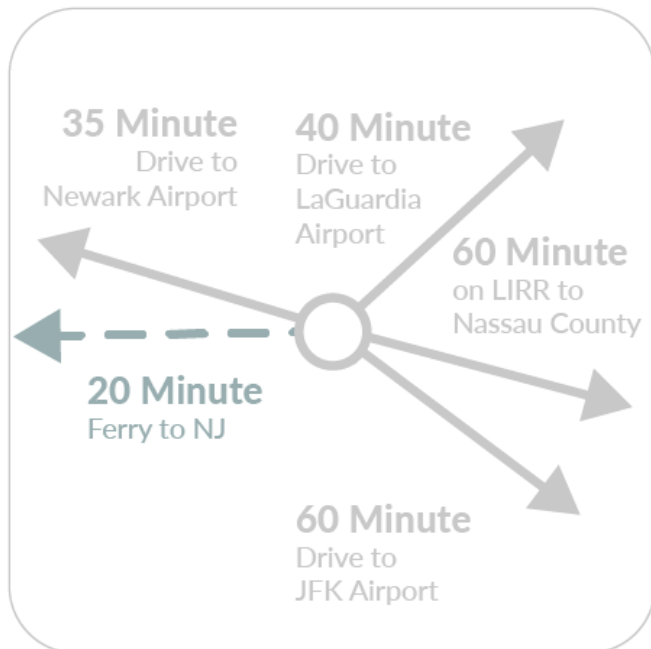 35 Minute
Drive to
Newark Airport
40 Minute
Drive to
LaGuardia
Airport
60 Minute
on LIRR to
Nassau County
20 Minute
Ferry to NJ
60 Minute
Drive to
JFK Airport